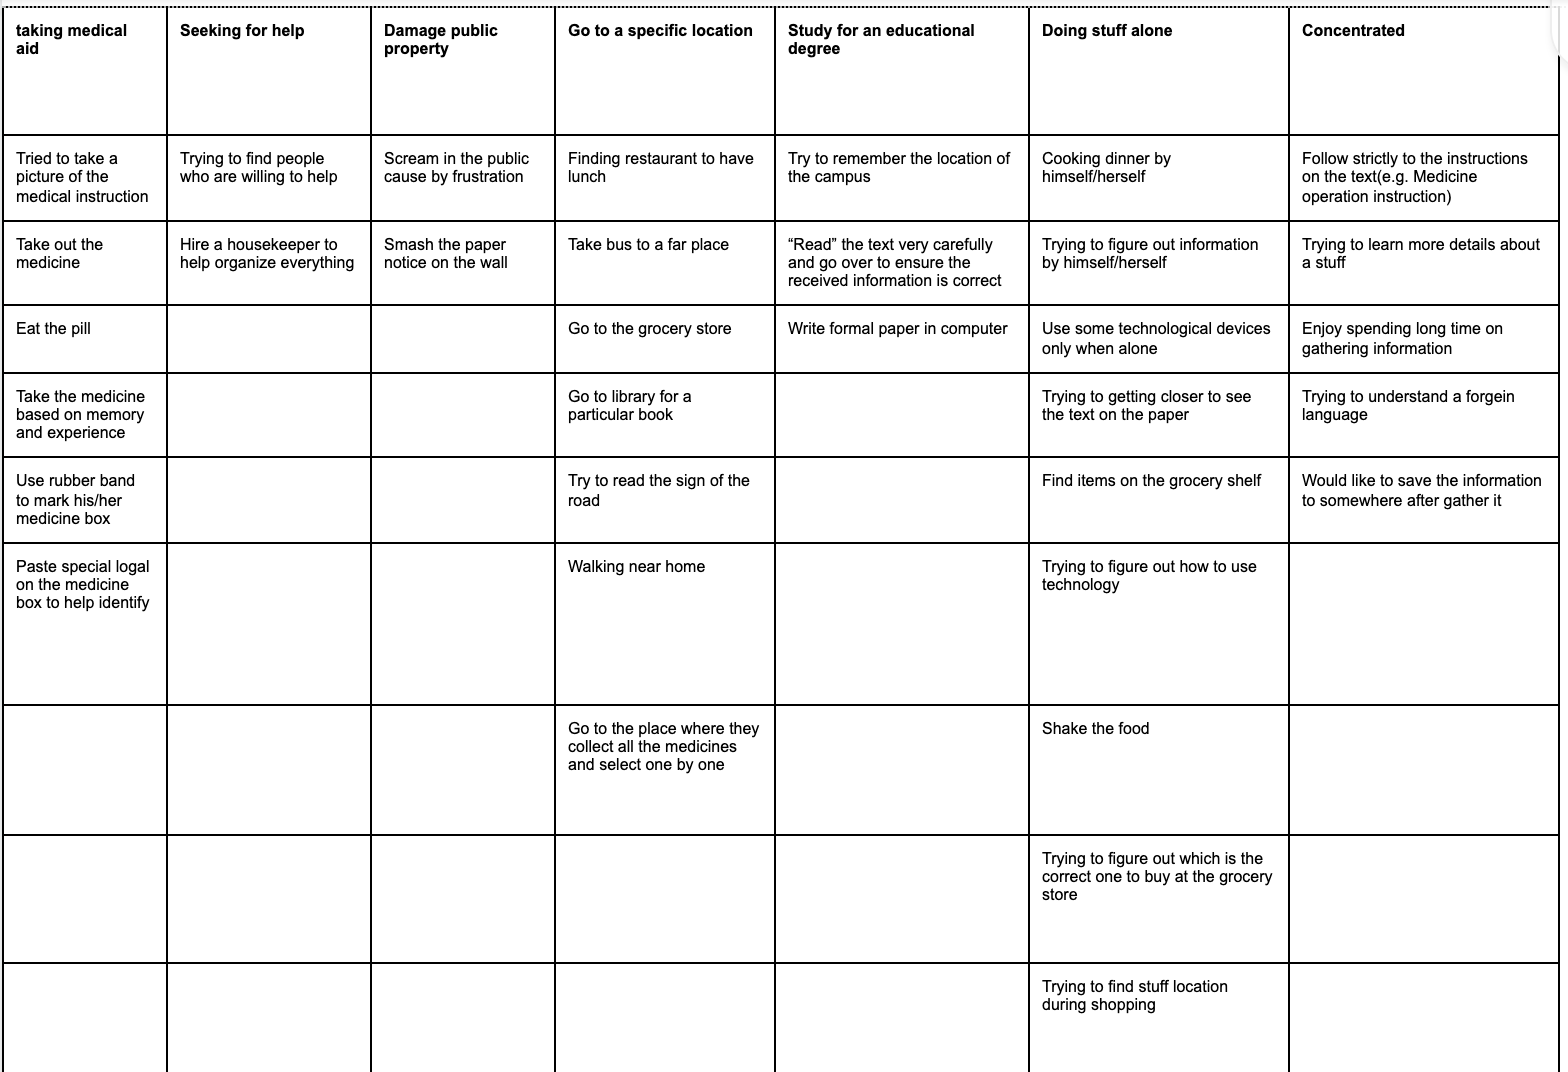 taking medical
aid
Seeking for help
Damage public
property
Go to a specific location
Study for an educational
degree
Doing stuff alone
Concentrated
Tried to take a
picture of the
medical instruction
Trying to find people
who are willing to help
Scream in the public
cause by frustration
Finding restaurant to have
lunch
Try to remember the location of
the campus
Cooking dinner by
himself/herself
Follow strictly to the instructions
on the text(e.g. Medicine
operation instruction)
Take out the
medicine
Hire a housekeeper to
help organize everything
Smash the paper
notice on the wall
Take bus to a far place
“Read” the text very carefully
and go over to ensure the
received information is correct
Trying to figure out information
by himself/herself
Trying to learn more details about
a stuff
Eat the pill
Go to the grocery store
Write formal paper in computer
Use some technological devices
only when alone
Enjoy spending long time on
gathering information
Take the medicine
based on memory
and experience
Go to library for a
particular book
Trying to getting closer to see
the text on the paper
Trying to understand a forgein
language
Use rubber band
to mark his/her
medicine box
Try to read the sign of the
road
Find items on the grocery shelf
Would like to save the information
to somewhere after gather it
Paste special logal
on the medicine
box to help identify
Walking near home
Trying to figure out how to use
technology
Go to the place where they
collect all the medicines
and select one by one
Shake the food
Trying to figure out which is the
correct one to buy at the grocery
store
Trying to find stuff location
during shopping